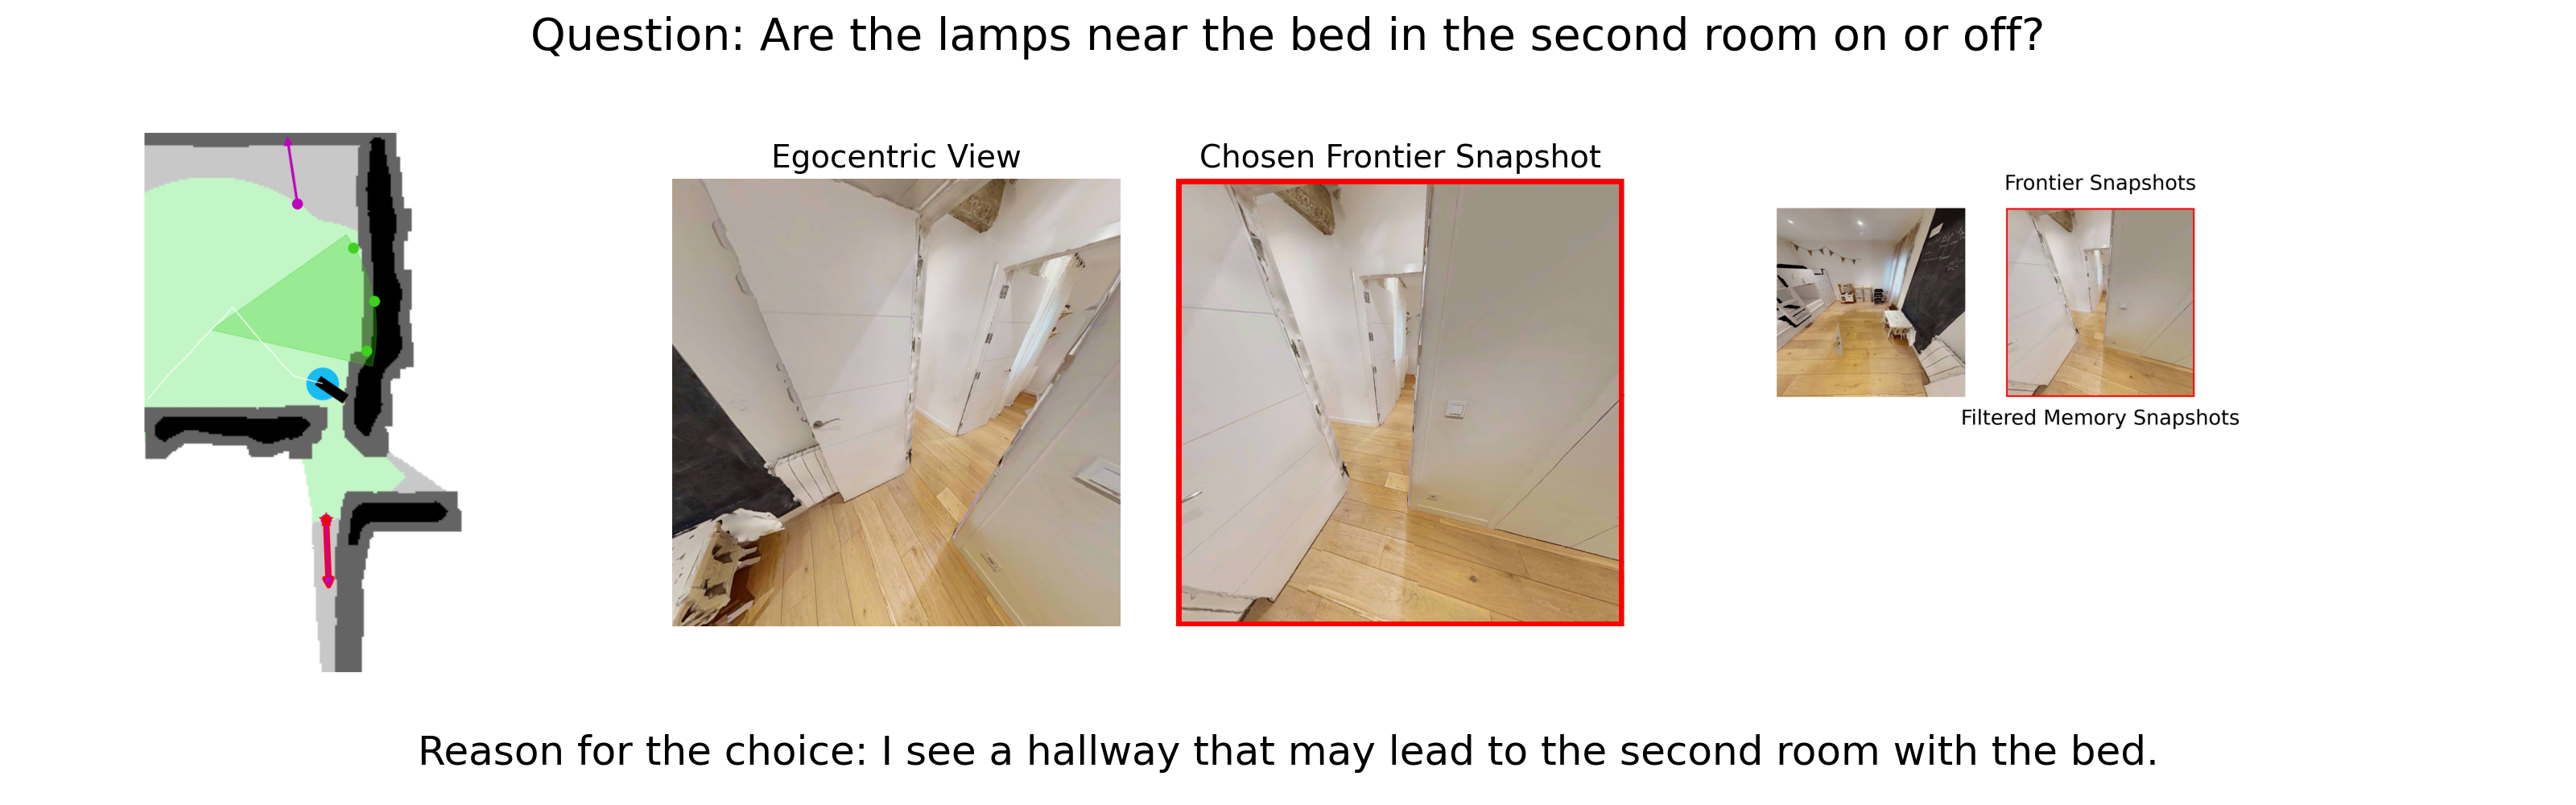 Question: Are the lamps near the bed in the second room on or off?
Egocentric View
Chosen Frontier Snapshot
Frontier Snapshots
Filtered Memory Snapshots
Reason for the choice: I see a hallway that may lead to the second room with the bed.